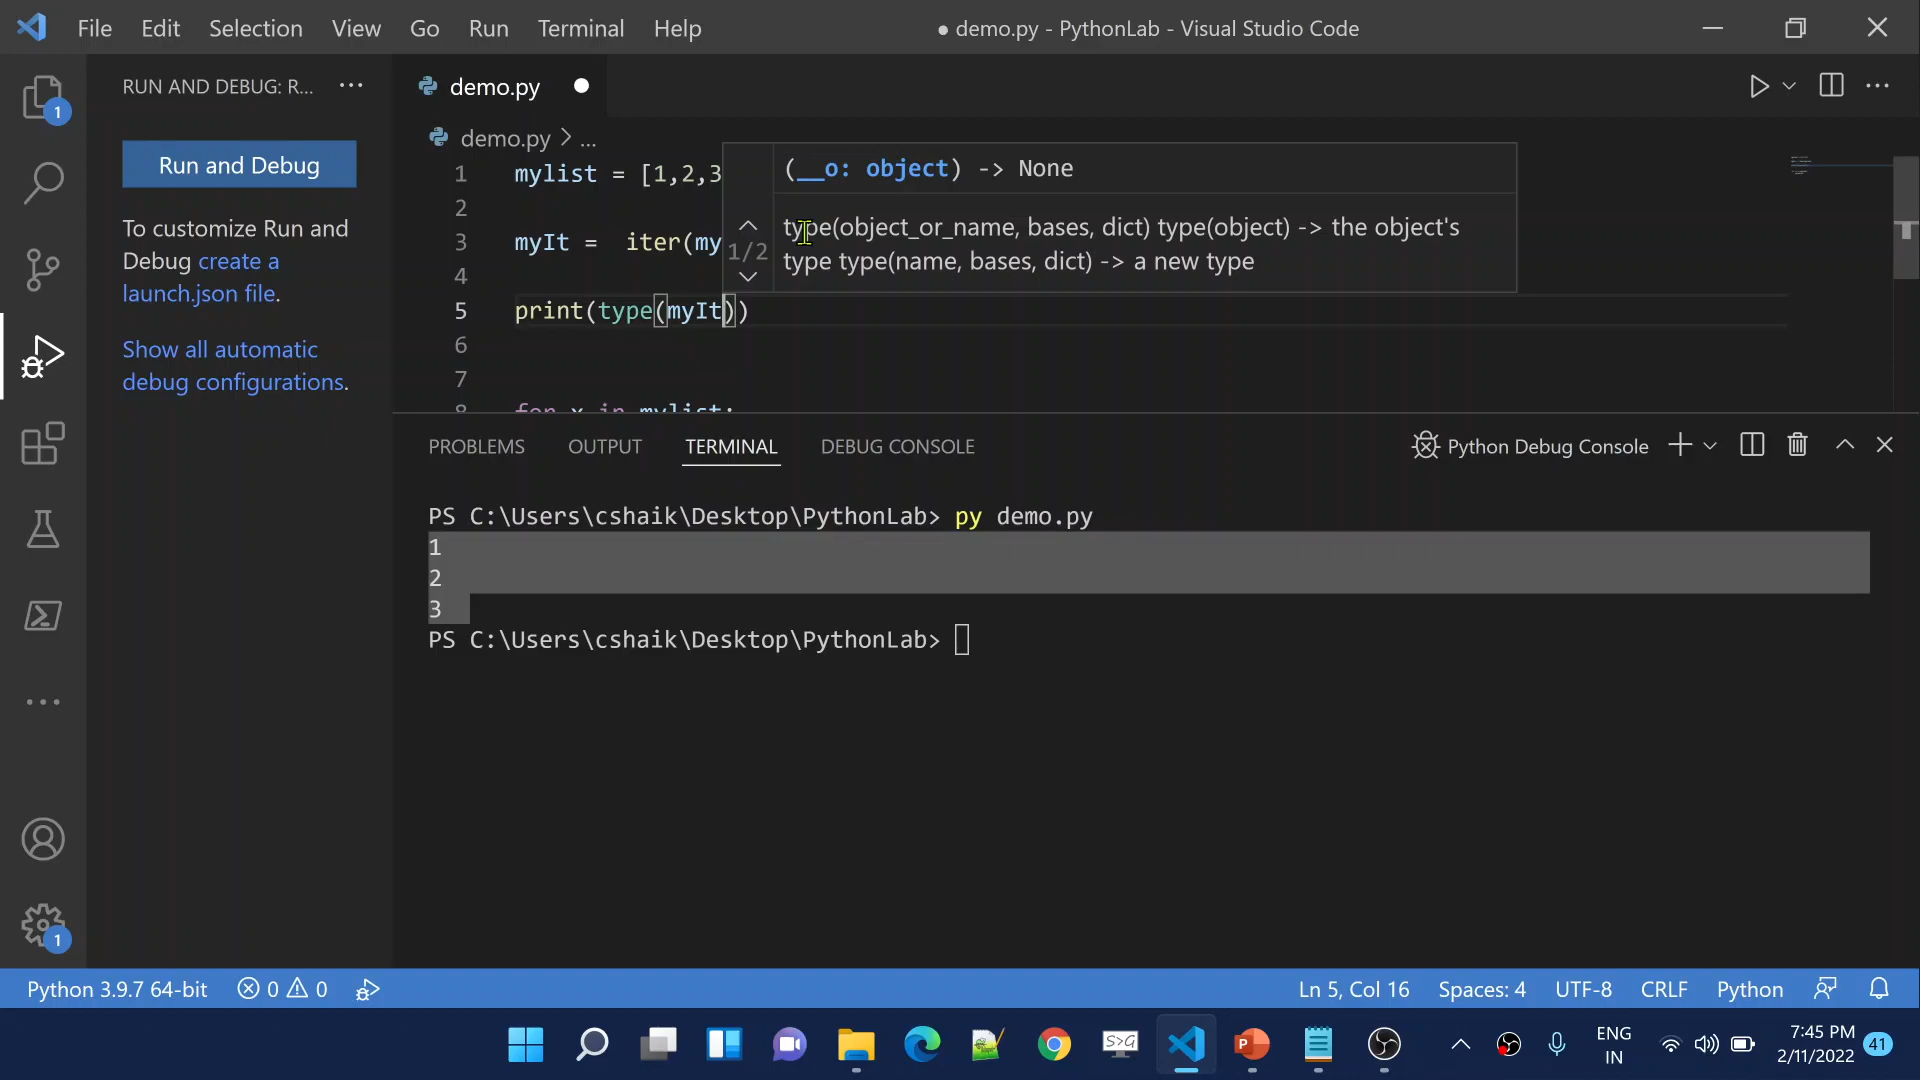 File Edit Selection View Go Run Terminal Help
● demo.py - PythonLab - Visual Studio Code
RUN AND DEBUG: R... ...
demo.py
1
Run and Debug
To customize Run and
Debug create a
launch.json file.
Show all automatic
debug configurations.
demo.py > ...
1 mylist = [1,2,3
2
3 myIt = iter(my
4
5 print(type(myIt))
6
7
8 for x in mylist:
(__o: object) -> None
1/2
type(object_or_name, bases, dict) type(object) -> the object's
type type(name, bases, dict) -> a new type
PROBLEMS OUTPUT TERMINAL DEBUG CONSOLE
Python Debug Console
PS C:\Users\cshaik\Desktop\PythonLab> py demo.py
1
2
3
PS C:\Users\cshaik\Desktop\PythonLab>
1
Python 3.9.7 64-bit 0 0
Ln 5, Col 16 Spaces: 4 UTF-8 CRLF Python
S>G
ENG
IN
7:45 PM
2/11/2022
41